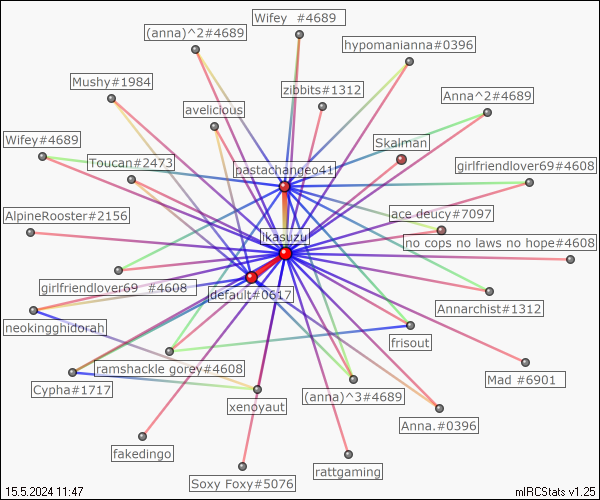 Wifey  #4689
(anna)^2#4689
hypomanianna#0396
Mushy#1984
zibbits#1312
Anna^2#4689
avelicious
Wifey#4689
Skalman
Toucan#2473
pastachangeo41
girlfriendlover69#4608
AlpineRooster#2156
ace deucy#7097
ikasuzu
no cops no laws no hope#4608
girlfriendlover69  #4608
default#0617
Annarchist#1312
neokingghidorah
frisout
ramshackle gorey#4608
Mad #6901
Cypha#1717
(anna)^3#4689
xenoyaut
Anna.#0396
fakedingo
rattgaming
Soxy Foxy#5076
15.5.2024 11:47
mIRCStats v1.25